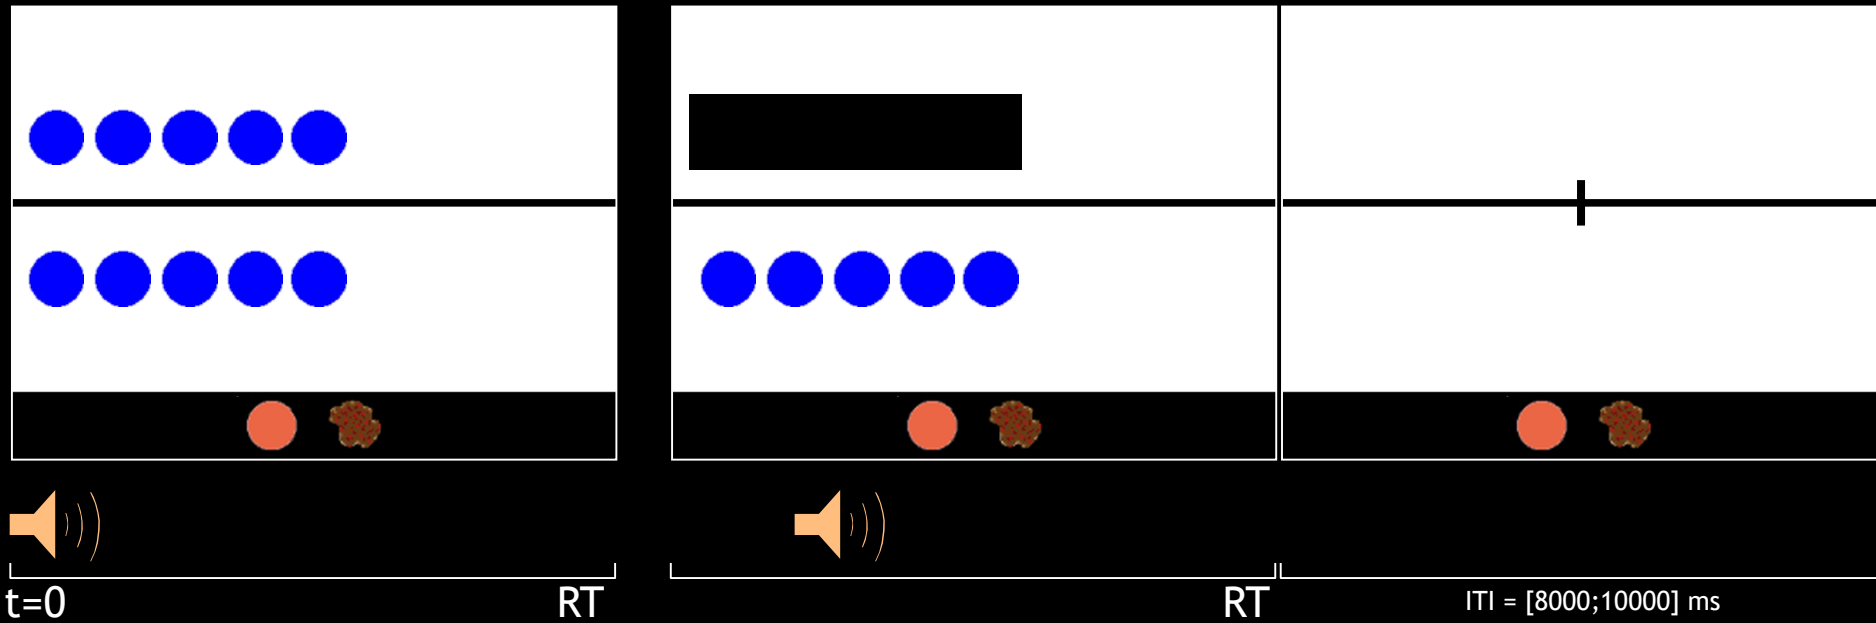 t=0
RT
RT
ITI = [8000;10000] ms